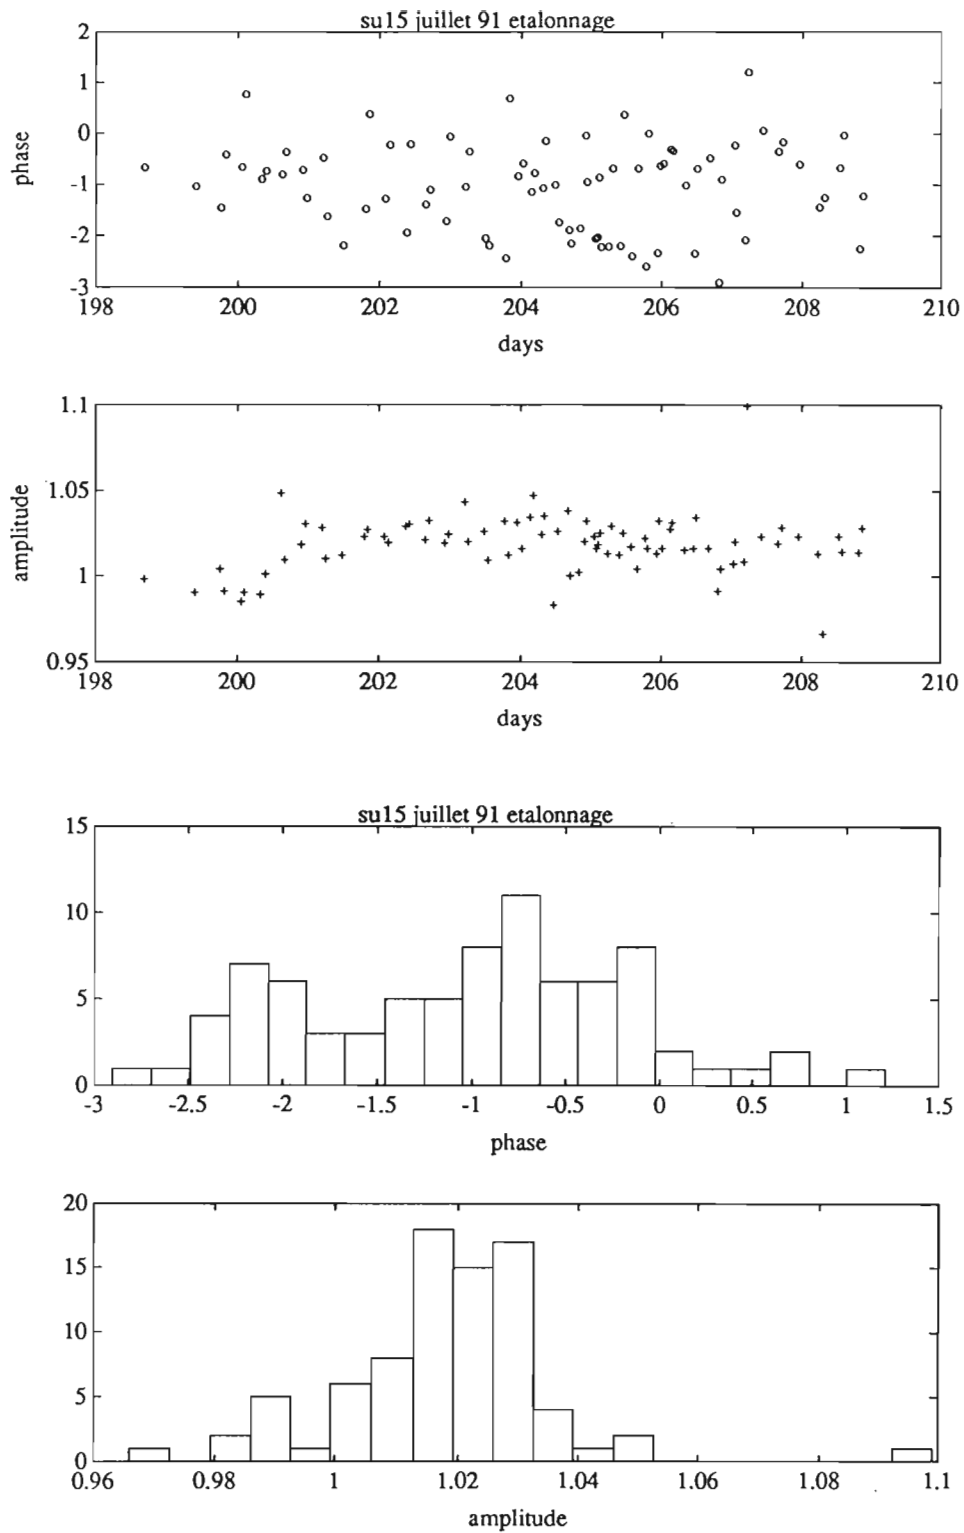 su15 juillet 91 etalonnage
2
1
0
-1
-2
-3
phase
198 200 202 204 206 208 210
days
1.1
1.05
1
0.95
amplitude
198 200 202 204 206 208 210
days
su15 juillet 91 etalonnage
15
10
5
0
-3 -2.5 -2 -1.5 -1 -0.5 0 0.5 1 1.5
phase
20
15
10
5
0
0.96 0.98 1 1.02 1.04 1.06 1.08 1.1
amplitude